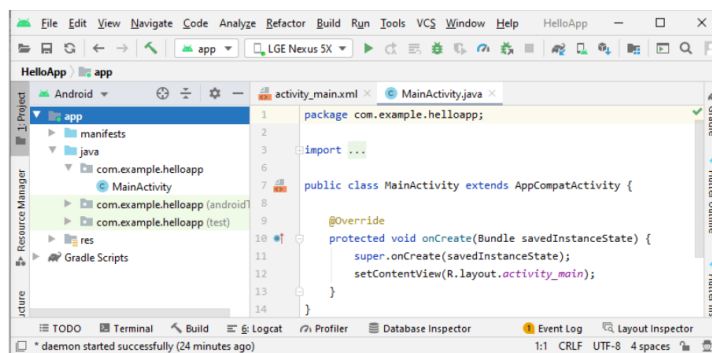 File Edit View Navigate Code Analyze Refactor Build Run Tools VCS Window Help HelloApp
app LGE Nexus 5X
HelloApp app
1: Project
Resource Manager
Android
app
manifests
java
com.example.helloapp
MainActivity
com.example.helloapp (androidT
com.example.helloapp (test)
res
Gradle Scripts
activity_main.xml MainActivity.java
1 package com.example.helloapp;
2
3 import ...
6
7 public class MainActivity extends AppCompatActivity {
8
9 @Override
10 protected void onCreate(Bundle savedInstanceState) {
11 super.onCreate(savedInstanceState);
12 setContentView(R.layout.activity_main);
13 }
14 }
TODO Terminal Build 6: Logcat Profiler Database Inspector 1 Event Log Layout Inspector
* daemon started successfully (24 minutes ago) 1:1 CRLF UTF-8 4 spaces